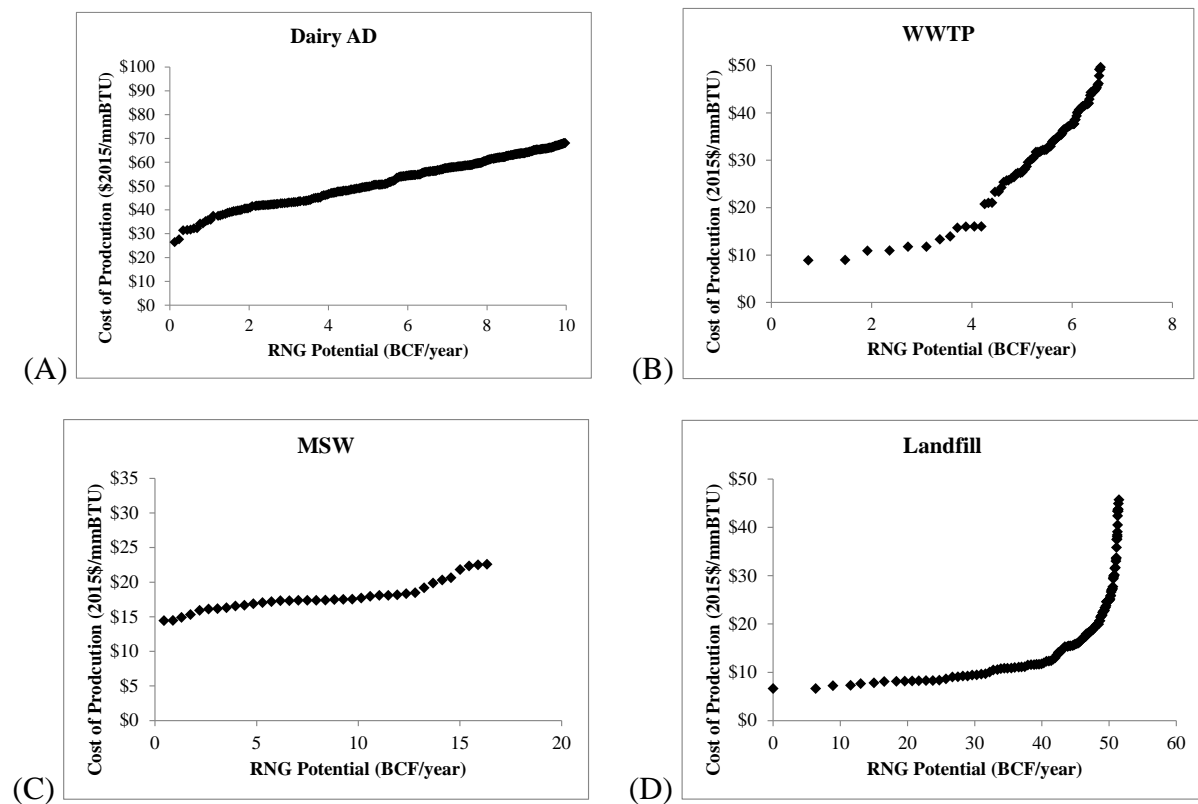 Dairy AD
Cost of Prodcution ($2015/mmBTU)
$100
$90
$80
$70
$60
$50
$40
$30
$20
$10
$0
0 2 4 6 8 10
RNG Potential (BCF/year)
(A)
WWTP
Cost of Prodcution (2015$/mmBTU)
$50
$40
$30
$20
$10
$0
0 2 4 6 8
RNG Potential (BCF/year)
(B)
MSW
Cost of Prodcution (2015$/mmBTU)
$35
$30
$25
$20
$15
$10
$5
$0
0 5 10 15 20
RNG Potential (BCF/year)
(C)
Landfill
Cost of Prodcution (2015$/mmBTU)
$50
$40
$30
$20
$10
$0
0 10 20 30 40 50 60
RNG Potential (BCF/year)
(D)